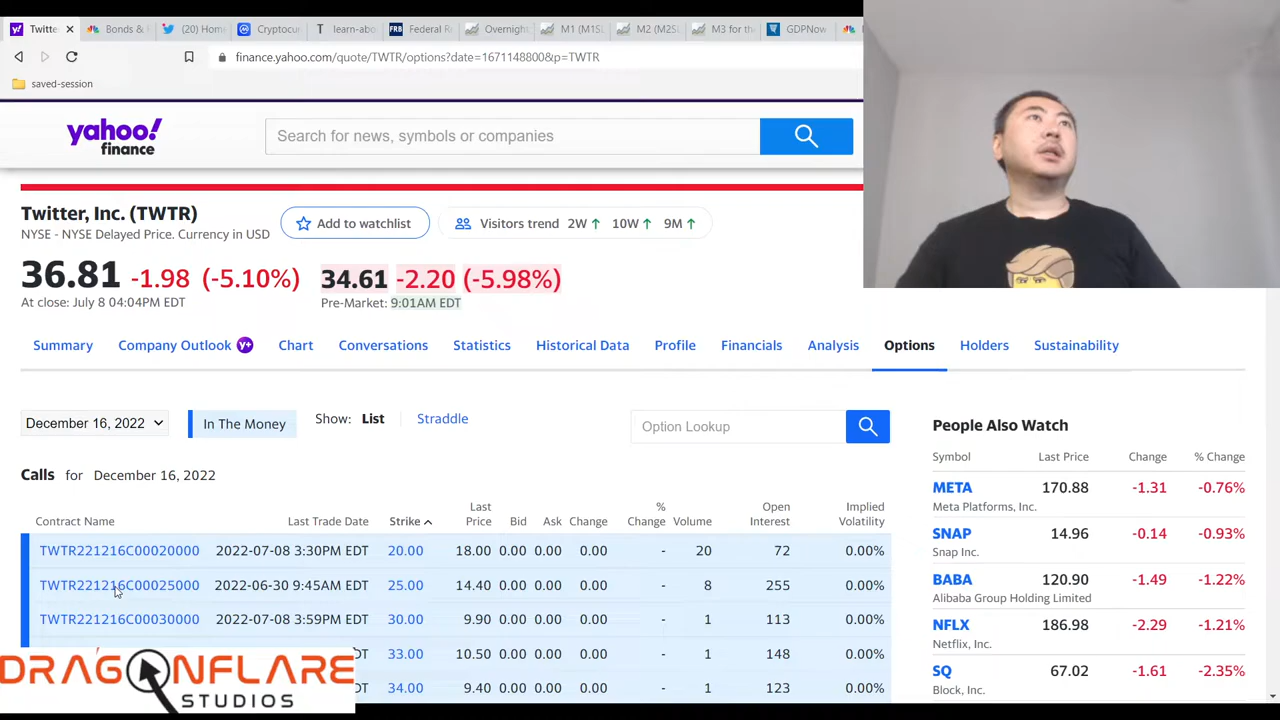 Twitte
Bonds &
(20) Hom
Cryptocu
learn-abo
Federal R
Overnight
M1 (M1SL
M2 (M2SL
M3 for the
GDPNow
finance.yahoo.com/quote/TWTR/options?date=1671148800&p=TWTR
saved-session
yahoo!
finance
Search for news, symbols or companies
Twitter, Inc. (TWTR)
NYSE - NYSE Delayed Price. Currency in USD
Add to watchlist
Visitors trend 2W 10W 9M
36.81 -1.98 (-5.10%)
At close: July 8 04:04PM EDT
34.61 -2.20 (-5.98%)
Pre-Market: 9:01AM EDT
Summary Company Outlook Y+ Chart Conversations Statistics Historical Data Profile Financials Analysis Options Holders Sustainability
December 16, 2022 In The Money Show: List Straddle
Option Lookup
Calls for December 16, 2022
Contract Name Last Trade Date Strike Last Price Bid Ask Change % Change Volume Open Interest Implied Volatility
TWTR221216C00020000 2022-07-08 3:30PM EDT 20.00 18.00 0.00 0.00 0.00 - 20 72 0.00%
TWTR221216C00025000 2022-06-30 9:45AM EDT 25.00 14.40 0.00 0.00 0.00 - 8 255 0.00%
TWTR221216C00030000 2022-07-08 3:59PM EDT 30.00 9.90 0.00 0.00 0.00 - 1 113 0.00%
DT 33.00 10.50 0.00 0.00 0.00 - 1 148 0.00%
DT 34.00 9.40 0.00 0.00 0.00 - 1 123 0.00%
People Also Watch
Symbol Last Price Change % Change
META 170.88 -1.31 -0.76%
Meta Platforms, Inc.
SNAP 14.96 -0.14 -0.93%
Snap Inc.
BABA 120.90 -1.49 -1.22%
Alibaba Group Holding Limited
NFLX 186.98 -2.29 -1.21%
Netflix, Inc.
SQ 67.02 -1.61 -2.35%
Block, Inc.
DRAGONFLARE
STUDIOS